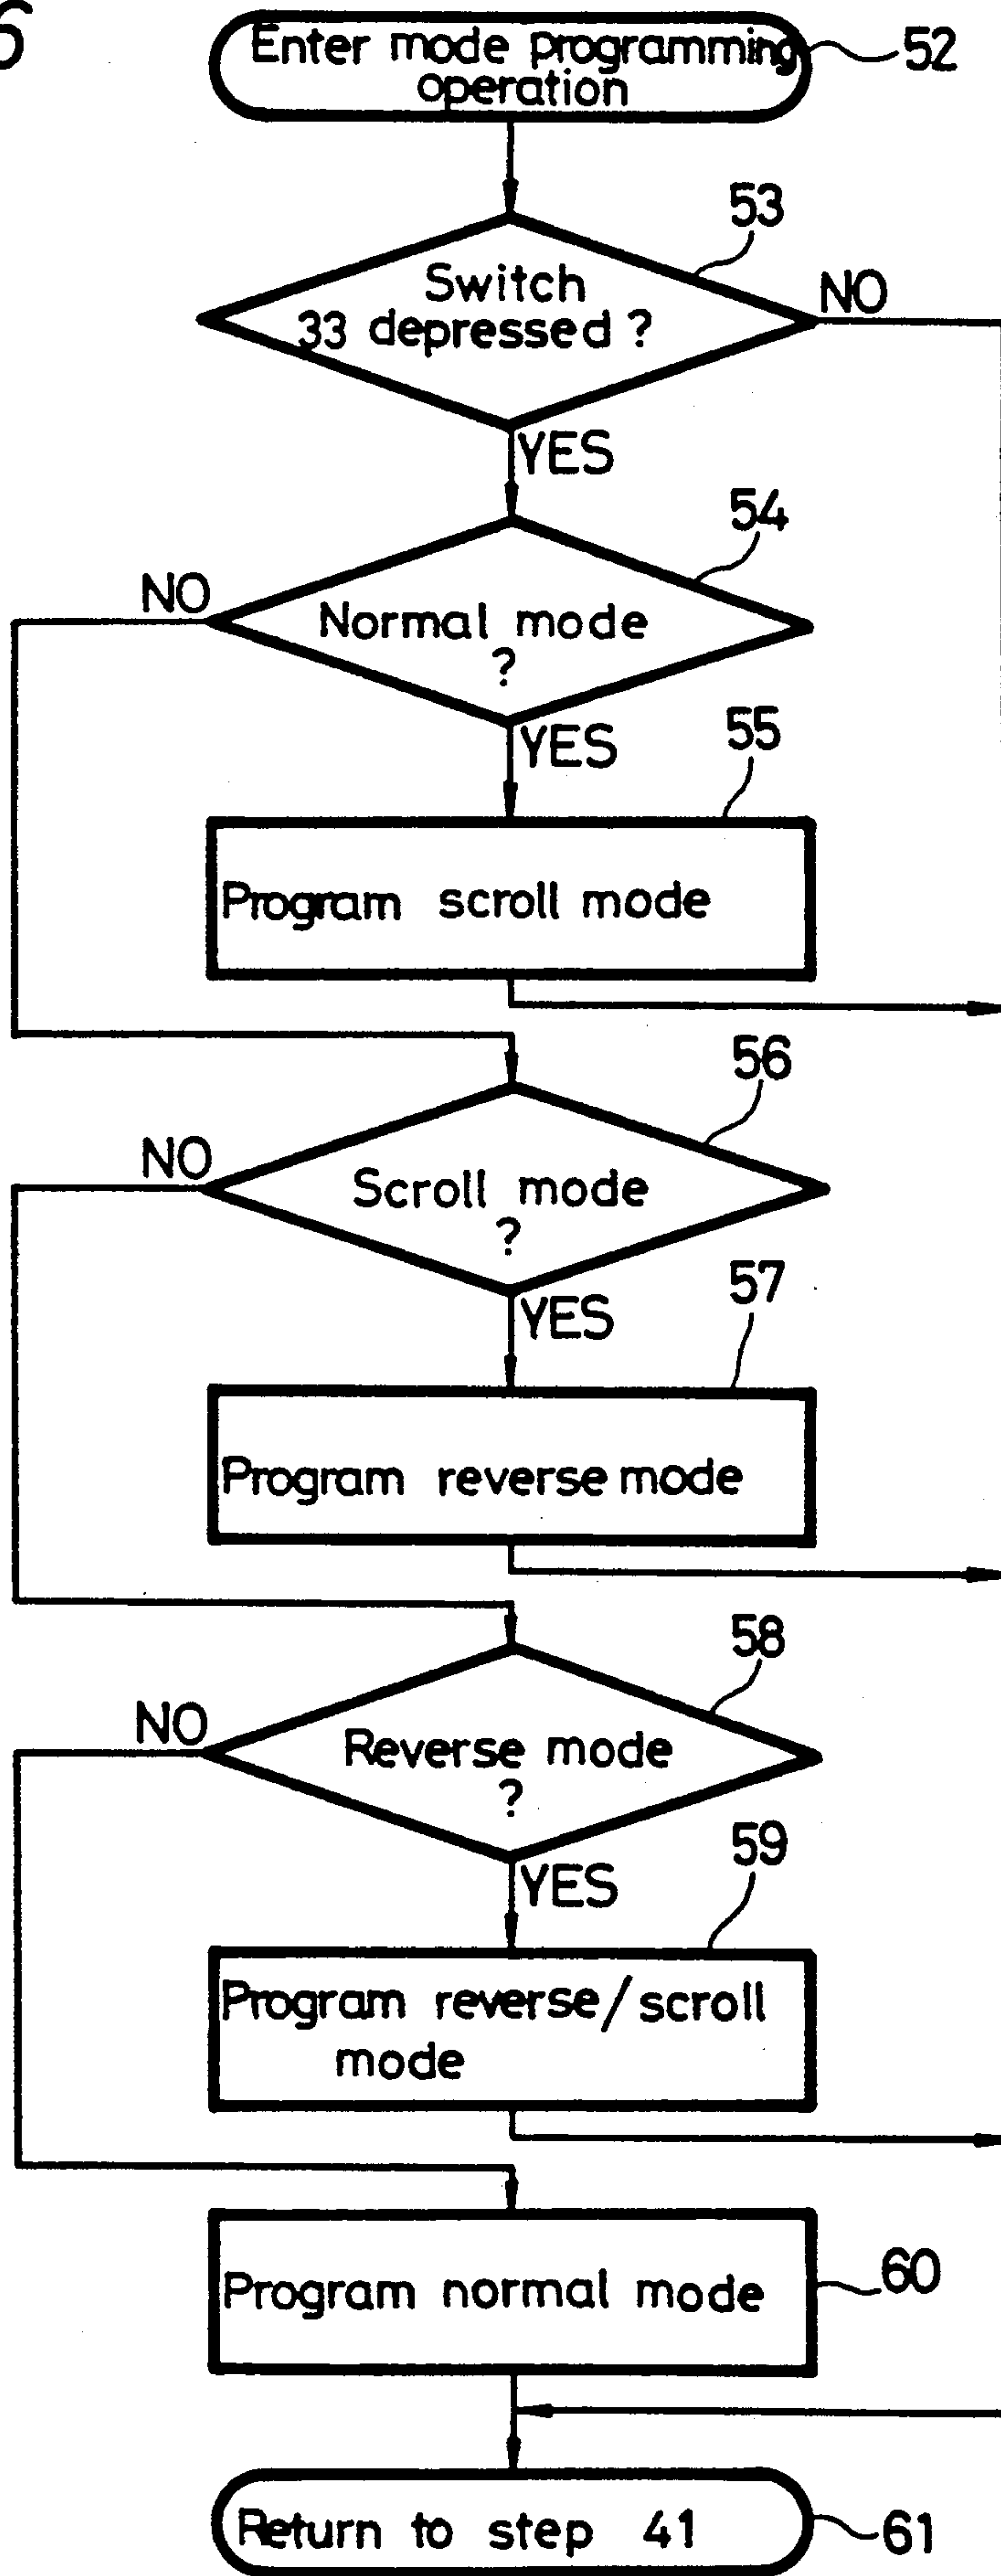 6
Enter mode programming
operation
52
53
Switch
33 depressed ?
NO
YES
54
NO
Normal mode
?
YES
55
Program scroll mode
56
NO
Scroll mode
?
YES
57
Program reverse mode
58
NO
Reverse mode
?
YES
59
Program reverse/scroll
mode
Program normal mode
60
Return to step 41
61